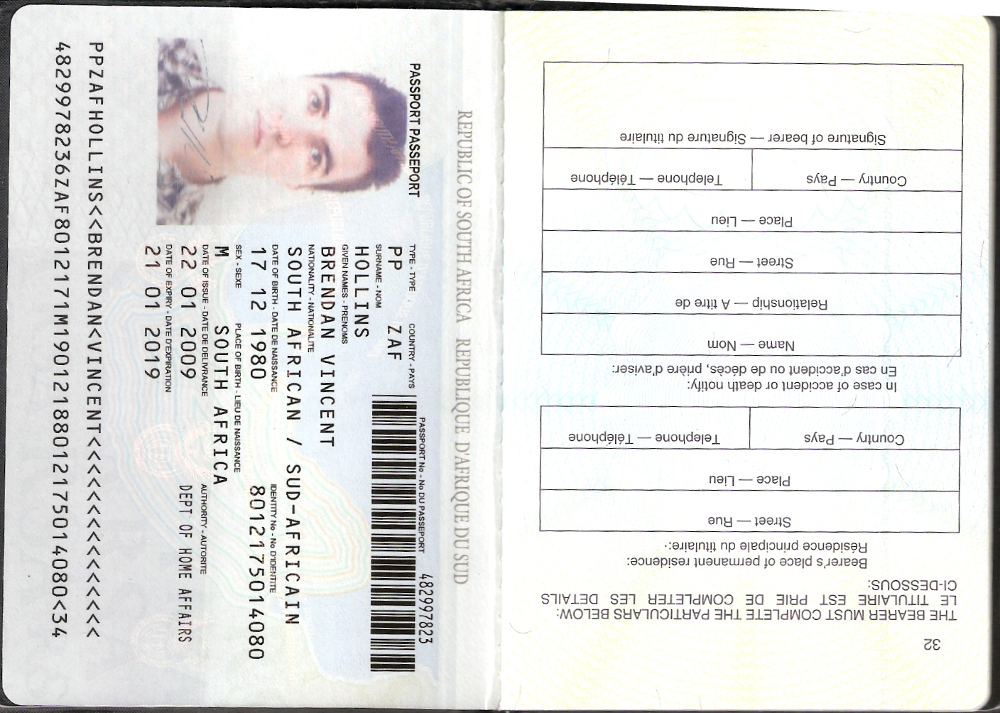 REPUBLIC OF SOUTH AFRICA REPUBLIQUE D'AFRIQUE DU SUD
PASSPORT PASSEPORT
TYPE - TYPE COUNTRY - PAYS PASSPORT No - No DU PASSEPORT
PP ZAF 482997823
SURNAME - NOM
HOLLINS
GIVEN NAMES - PRENOMS
BRENDAN VINCENT
NATIONALITY - NATIONALITE
SOUTH AFRICAN / SUD-AFRICAIN
DATE OF BIRTH - DATE DE NAISSANCE IDENTITY No - No D'IDENTITE
17 12 1980 8012175014080
SEX - SEXE PLACE OF BIRTH - LIEU DE NAISSANCE
M SOUTH AFRICA
DATE OF ISSUE - DATE DE DELIVRANCE AUTHORITY - AUTORITE
22 01 2009 DEPT OF HOME AFFAIRS
DATE OF EXPIRY - DATE D'EXPIRATION
21 01 2019
PPZAFHOLLINS<<BRENDAN<VINCENT<<<<<<<<<<<<<<<
4829978236ZAF8012171M19012188012175014080<34
32
THE BEARER MUST COMPLETE THE PARTICULARS BELOW:
LE TITULAIRE EST PRIE DE COMPLETER LES DETAILS
CI-DESSOUS:
Bearer's place of permanent residence:
Résidence principale du titulaire:
Street — Rue
Place — Lieu
Country — Pays Telephone — Téléphone
In case of accident or death notify:
En cas d'accident ou de décès, prière d'aviser:
Name — Nom
Relationship — A titre de
Street — Rue
Place — Lieu
Country — Pays Telephone — Téléphone
Signature of bearer — Signature du titulaire